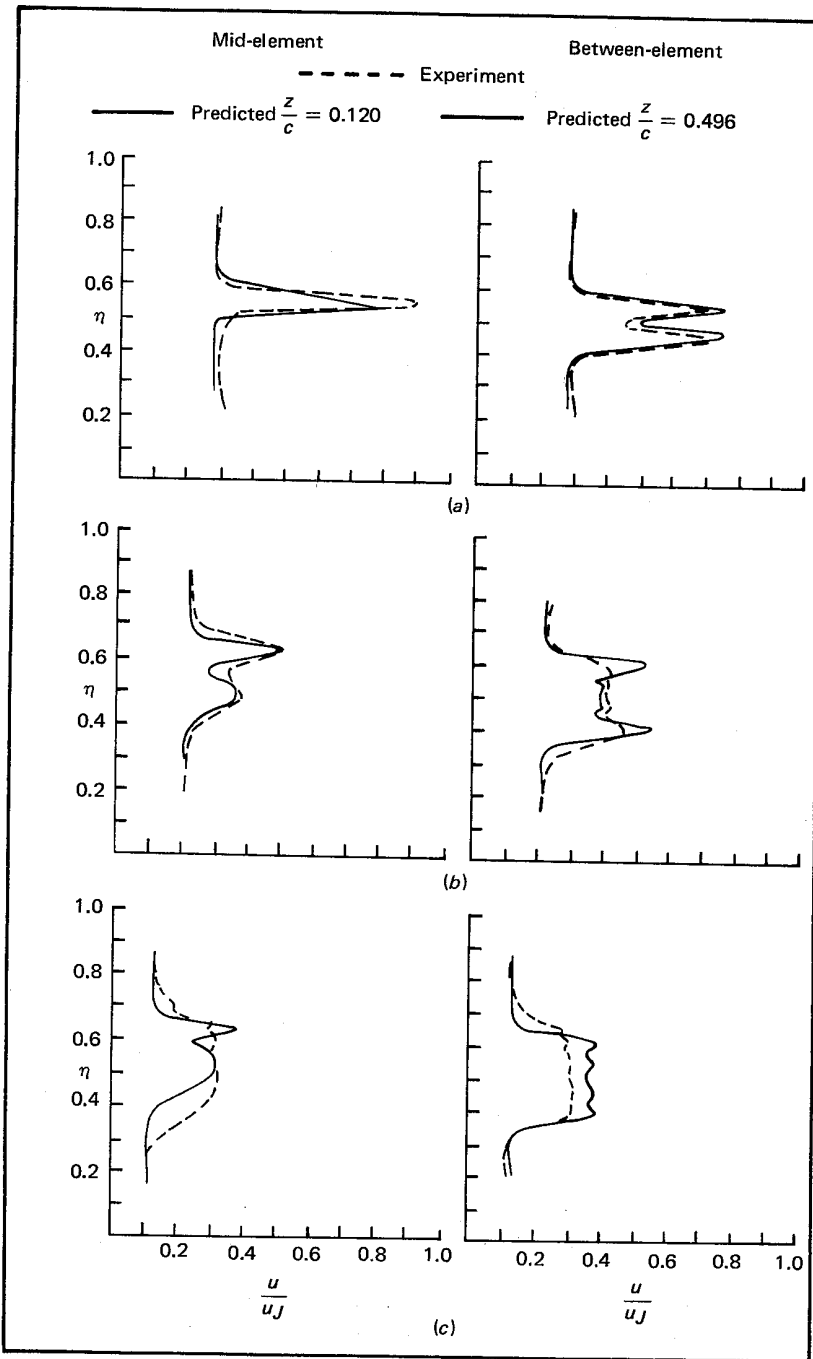 Mid-element Between-element
Experiment
Predicted z/c = 0.120 Predicted z/c = 0.496
1.0
0.8
0.6
η
0.4
0.2
(a)
1.0
0.8
0.6
η
0.4
0.2
(b)
1.0
0.8
0.6
η
0.4
0.2
0.2 0.4 0.6 0.8 1.0 0.2 0.4 0.6 0.8 1.0
u/uJ u/uJ
(c)